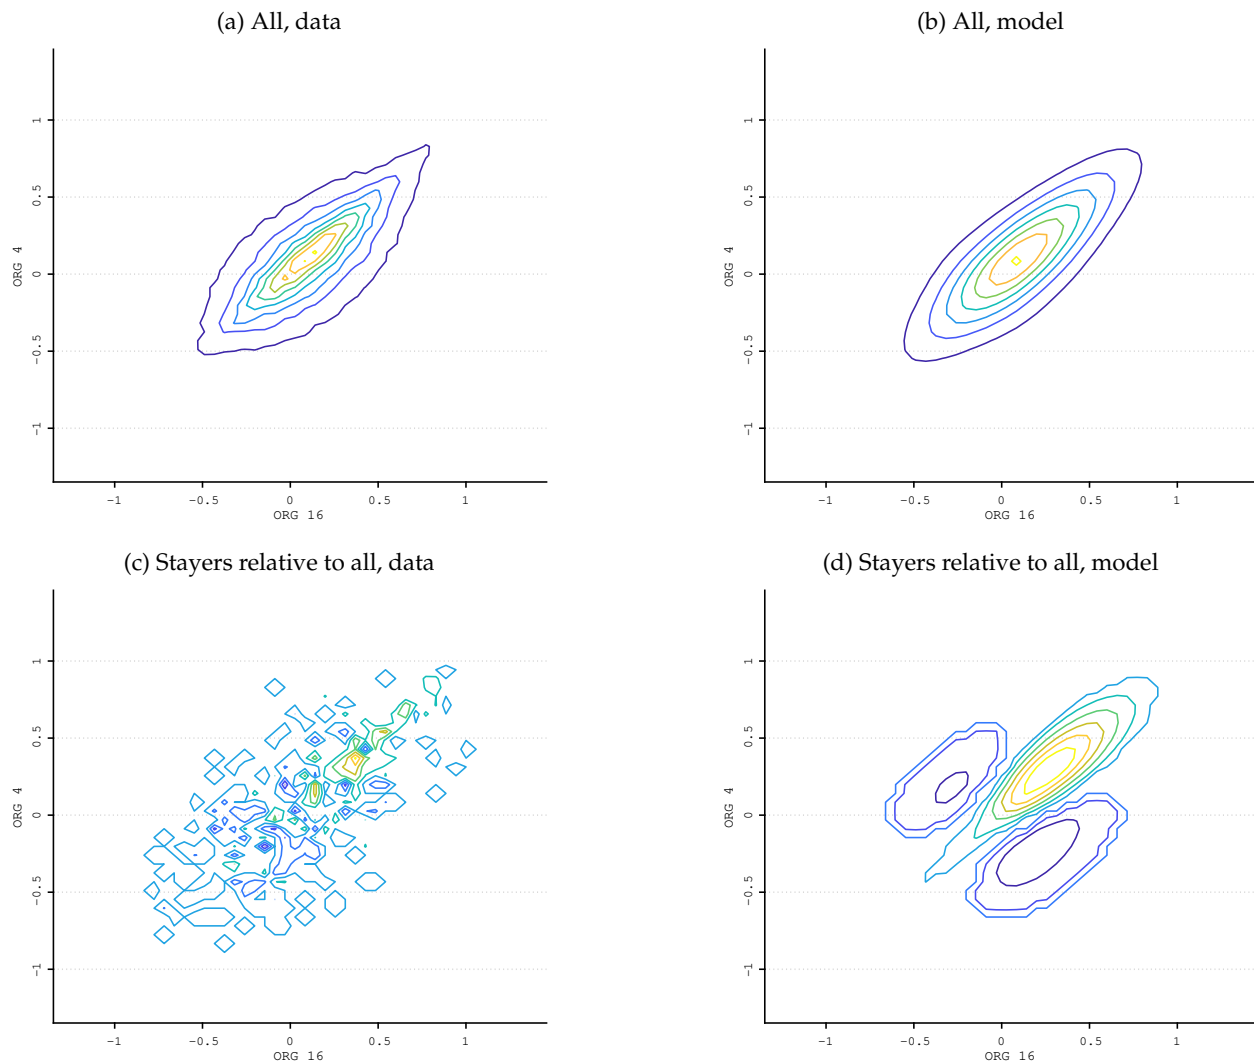 (a) All, data
(b) All, model
1
0.5
0
−0.5
−1
ORG 4
−1 −0.5 0 0.5 1
ORG 16
1
0.5
0
−0.5
−1
ORG 4
−1 −0.5 0 0.5 1
ORG 16
(c) Stayers relative to all, data
(d) Stayers relative to all, model
1
0.5
0
−0.5
−1
ORG 4
−1 −0.5 0 0.5 1
ORG 16
1
0.5
0
−0.5
−1
ORG 4
−1 −0.5 0 0.5 1
ORG 16